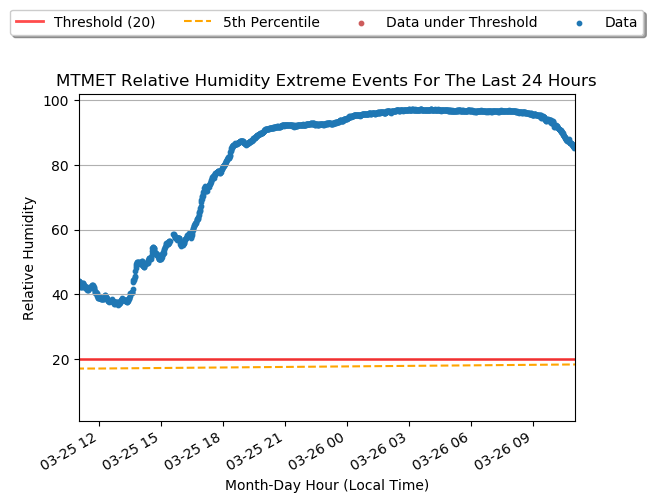 Threshold (20) 5th Percentile Data under Threshold Data
MTMET Relative Humidity Extreme Events For The Last 24 Hours
100
80
60
40
20
Relative Humidity
03-25 12 03-25 15 03-25 18 03-25 21 03-26 00 03-26 03 03-26 06 03-26 09
Month-Day Hour (Local Time)